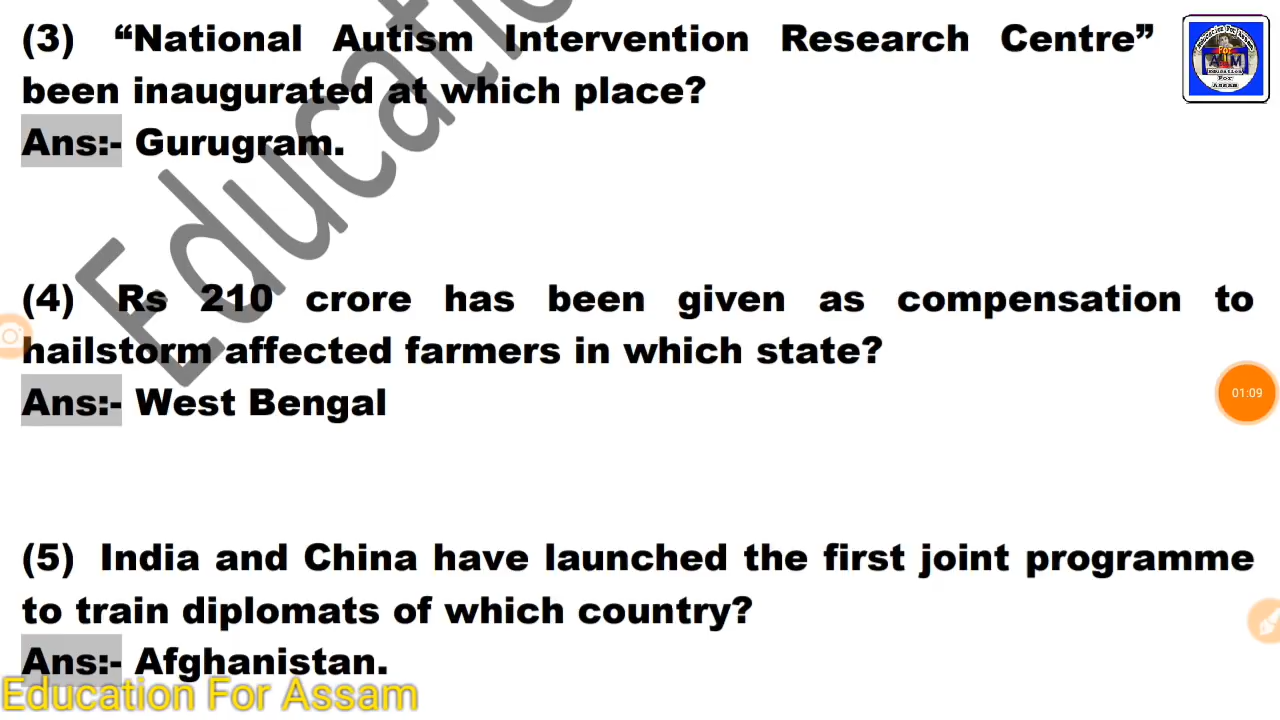 (3) “National Autism Intervention Research Centre”
been inaugurated at which place?
Ans:- Gurugram.
(4) Rs 210 crore has been given as compensation to
hailstorm affected farmers in which state?
Ans:- West Bengal
01:09
(5) India and China have launched the first joint programme
to train diplomats of which country?
Ans:- Afghanistan.
Education For Assam